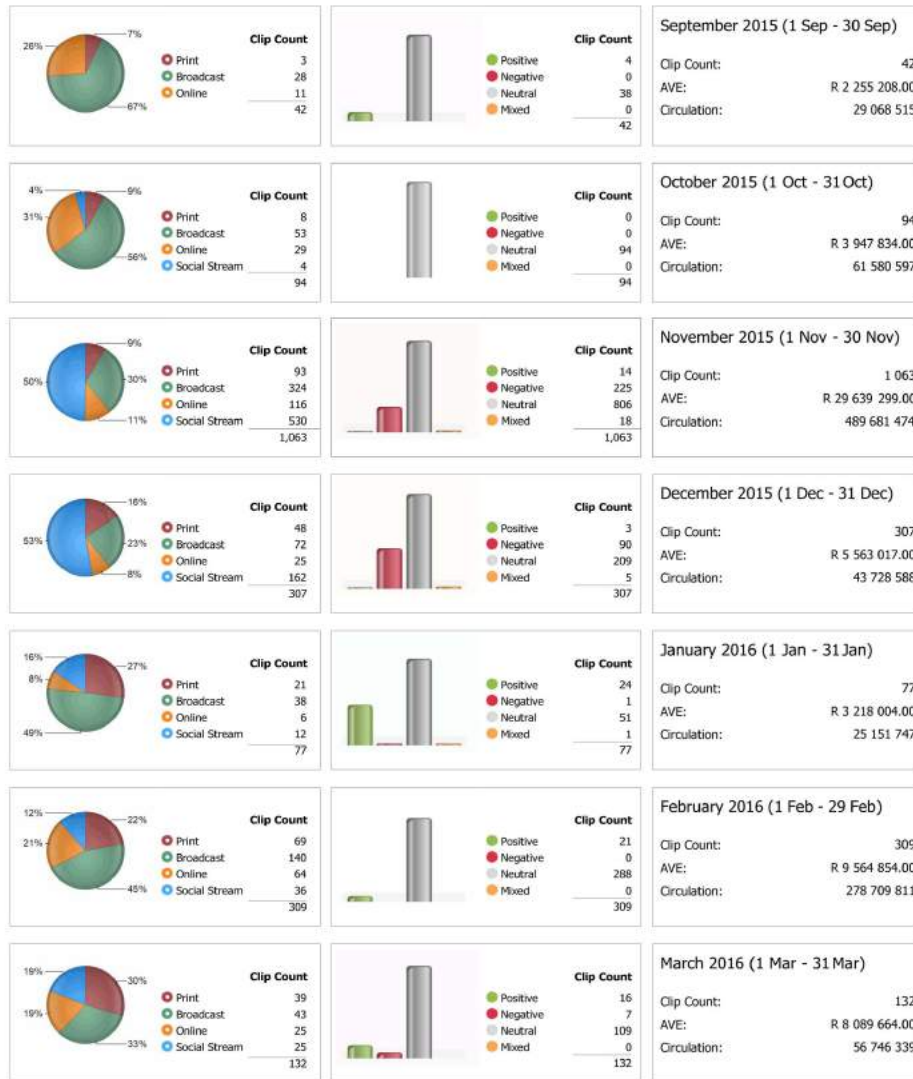 Clip Count
7%
26%
67%
Print 3
Broadcast 28
Online 11
42
Clip Count
Positive 4
Negative 0
Neutral 38
Mixed 0
42
September 2015 (1 Sep - 30 Sep)
Clip Count: 42
AVE: R 2 255 208.00
Circulation: 29 068 515
Clip Count
4%
9%
31%
56%
Print 8
Broadcast 53
Online 29
Social Stream 4
94
Clip Count
Positive 0
Negative 0
Neutral 94
Mixed 0
94
October 2015 (1 Oct - 31 Oct)
Clip Count: 94
AVE: R 3 947 834.00
Circulation: 61 580 597
Clip Count
9%
50%
30%
11%
Print 93
Broadcast 324
Online 116
Social Stream 530
1,063
Clip Count
Positive 14
Negative 225
Neutral 806
Mixed 18
1,063
November 2015 (1 Nov - 30 Nov)
Clip Count: 1 063
AVE: R 29 639 299.00
Circulation: 489 681 474
Clip Count
16%
53%
23%
8%
Print 48
Broadcast 72
Online 25
Social Stream 162
307
Clip Count
Positive 3
Negative 90
Neutral 209
Mixed 5
307
December 2015 (1 Dec - 31 Dec)
Clip Count: 307
AVE: R 5 563 017.00
Circulation: 43 728 588
Clip Count
16%
27%
8%
49%
Print 21
Broadcast 38
Online 6
Social Stream 12
77
Clip Count
Positive 24
Negative 1
Neutral 51
Mixed 1
77
January 2016 (1 Jan - 31 Jan)
Clip Count: 77
AVE: R 3 218 004.00
Circulation: 25 151 747
Clip Count
12%
22%
21%
45%
Print 69
Broadcast 140
Online 64
Social Stream 36
309
Clip Count
Positive 21
Negative 0
Neutral 288
Mixed 0
309
February 2016 (1 Feb - 29 Feb)
Clip Count: 309
AVE: R 9 564 854.00
Circulation: 278 709 811
Clip Count
19%
30%
19%
33%
Print 39
Broadcast 43
Online 25
Social Stream 25
132
Clip Count
Positive 16
Negative 7
Neutral 109
Mixed 0
132
March 2016 (1 Mar - 31 Mar)
Clip Count: 132
AVE: R 8 089 664.00
Circulation: 56 746 339